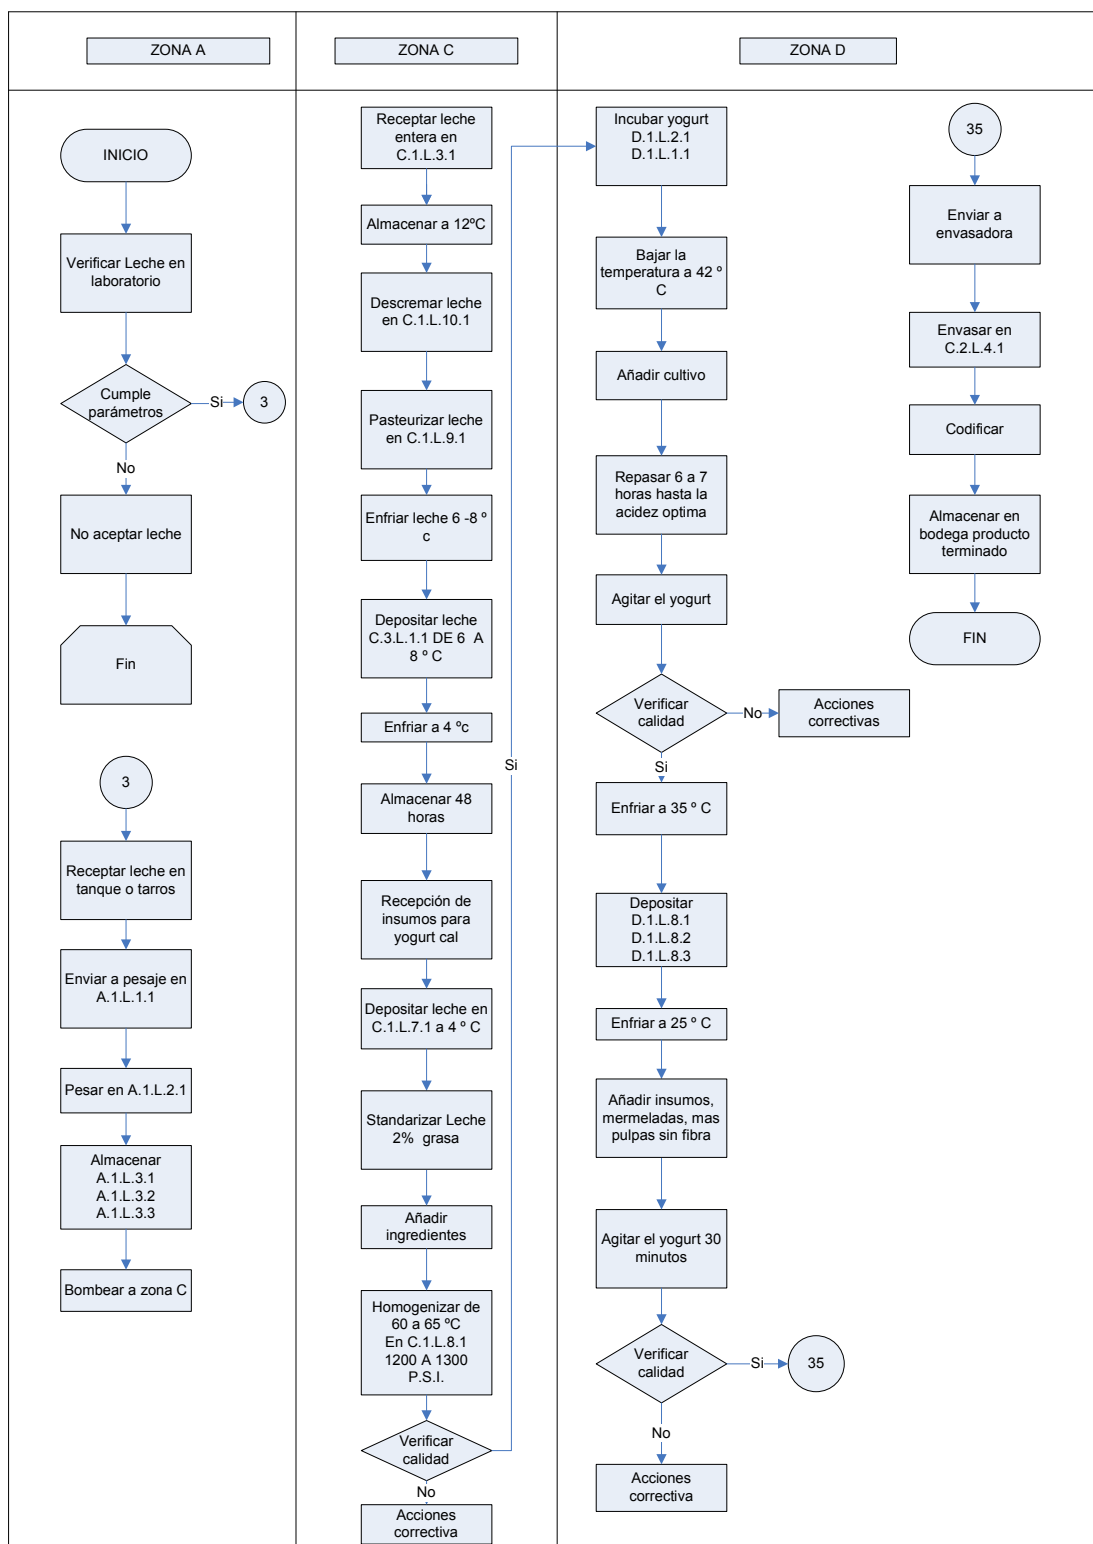 ZONA A
ZONA C
ZONA D
INICIO
Verificar Leche en
laboratorio
Cumple
parámetros
Si
3
No
No aceptar leche
Fin
3
Receptar leche en
tanque o tarros
Enviar a pesaje en
A.1.L.1.1
Pesar en A.1.L.2.1
Almacenar
A.1.L.3.1
A.1.L.3.2
A.1.L.3.3
Bombear a zona C
Receptar leche
entera en
C.1.L.3.1
Almacenar a 12ºC
Descremar leche
en C.1.L.10.1
Pasteurizar leche
en C.1.L.9.1
Enfriar leche 6 -8 º
c
Depositar leche
C.3.L.1.1 DE 6 A
8 º C
Enfriar a 4 ºc
Almacenar 48
horas
Recepción de
insumos para
yogurt cal
Depositar leche en
C.1.L.7.1 a 4 º C
Standarizar Leche
2% grasa
Añadir
ingredientes
Homogenizar de
60 a 65 ºC
En C.1.L.8.1
1200 A 1300
P.S.I.
Verificar
calidad
Si
No
Acciones
correctiva
Incubar yogurt
D.1.L.2.1
D.1.L.1.1
Bajar la
temperatura a 42 º
C
Añadir cultivo
Repasar 6 a 7
horas hasta la
acidez optima
Agitar el yogurt
Verificar
calidad
No
Acciones
correctivas
Si
Enfriar a 35 º C
Depositar
D.1.L.8.1
D.1.L.8.2
D.1.L.8.3
Enfriar a 25 º C
Añadir insumos,
mermeladas, mas
pulpas sin fibra
Agitar el yogurt 30
minutos
Verificar
calidad
Si
35
No
Acciones
correctiva
35
Enviar a
envasadora
Envasar en
C.2.L.4.1
Codificar
Almacenar en
bodega producto
terminado
FIN